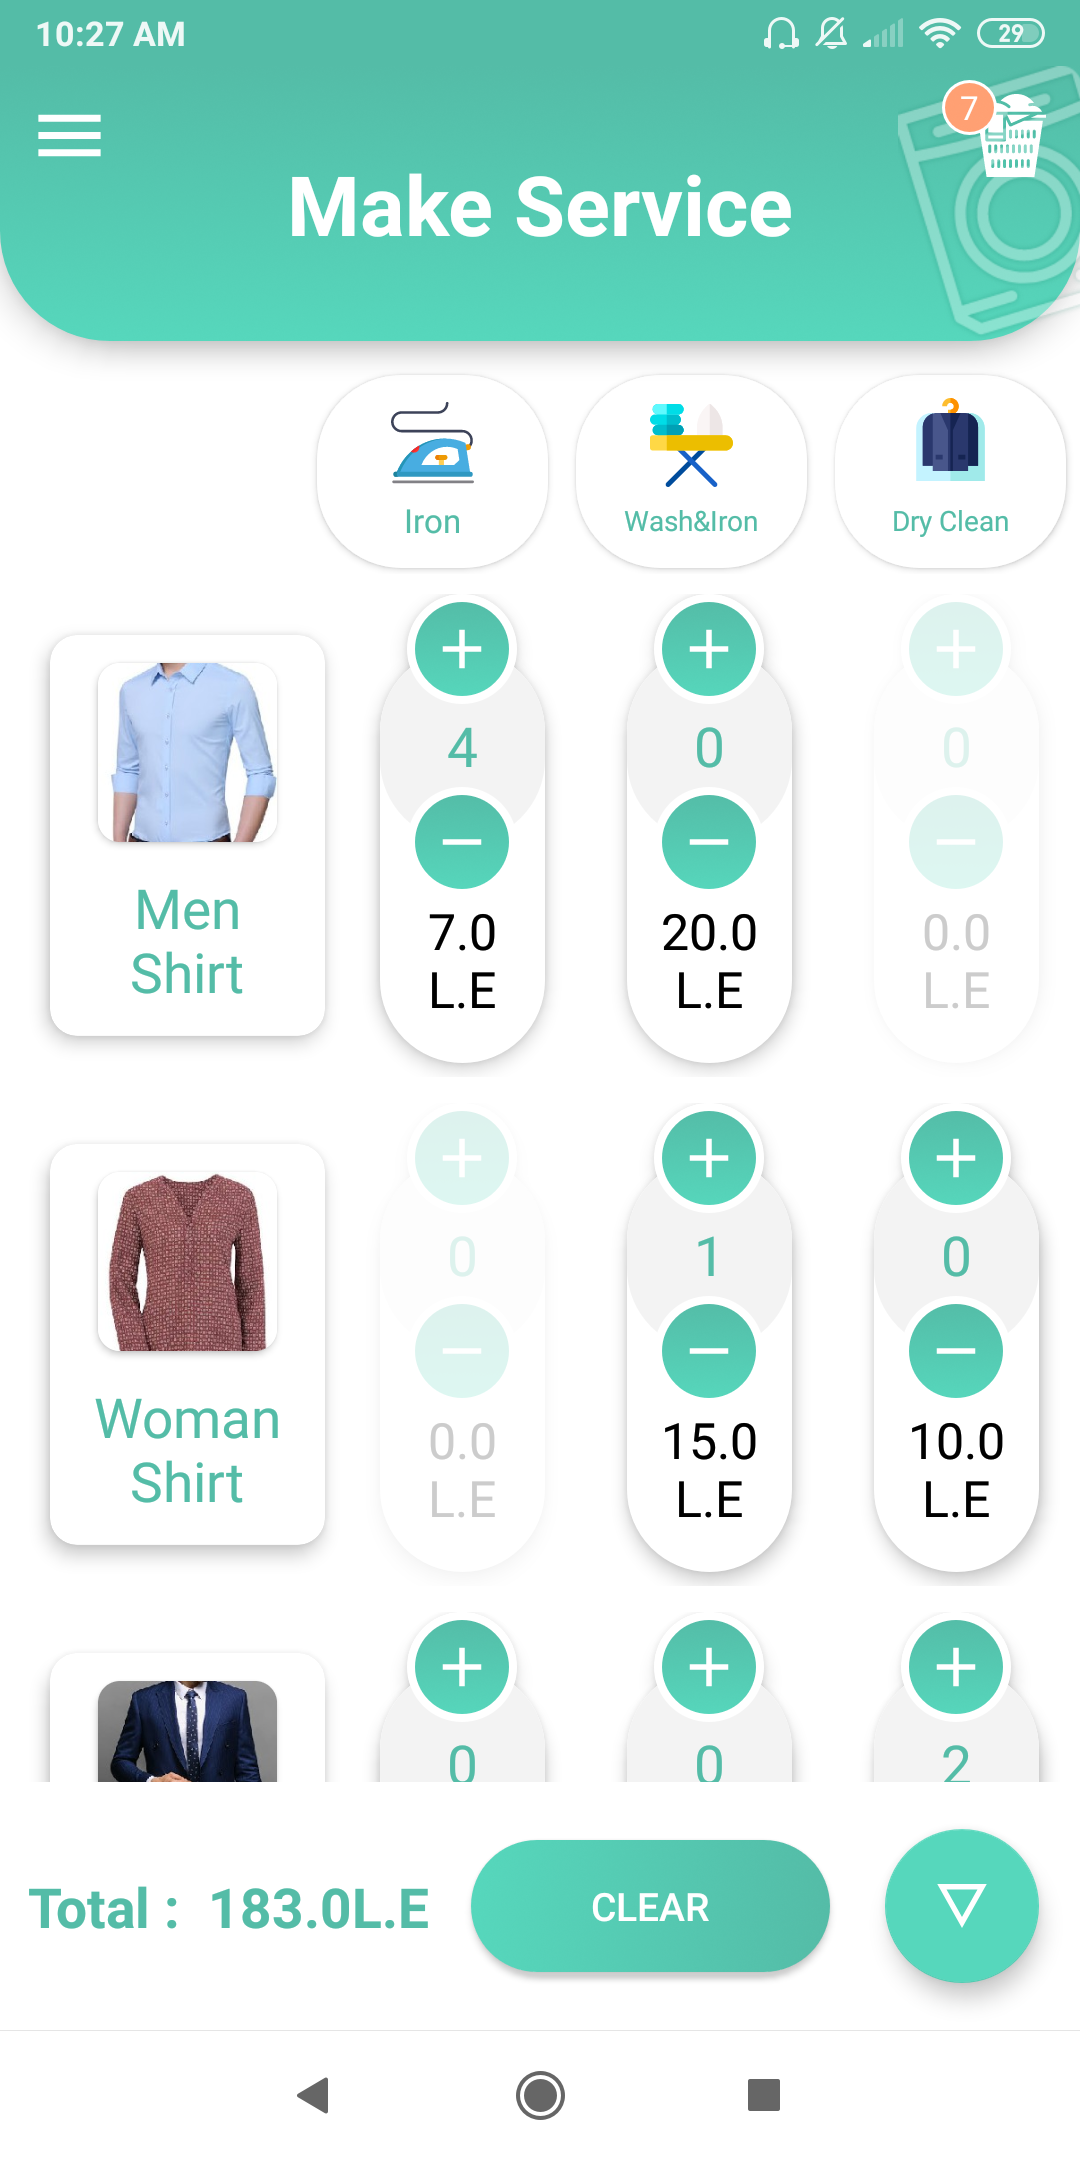 10:27 AM
29
7
Make Service
Iron
Wash&Iron
Dry Clean
4
0
0
Men
Shirt
7.0
L.E
20.0
L.E
0.0
L.E
0
1
0
Woman
Shirt
0.0
L.E
15.0
L.E
10.0
L.E
0
0
2
Total : 183.0L.E
CLEAR